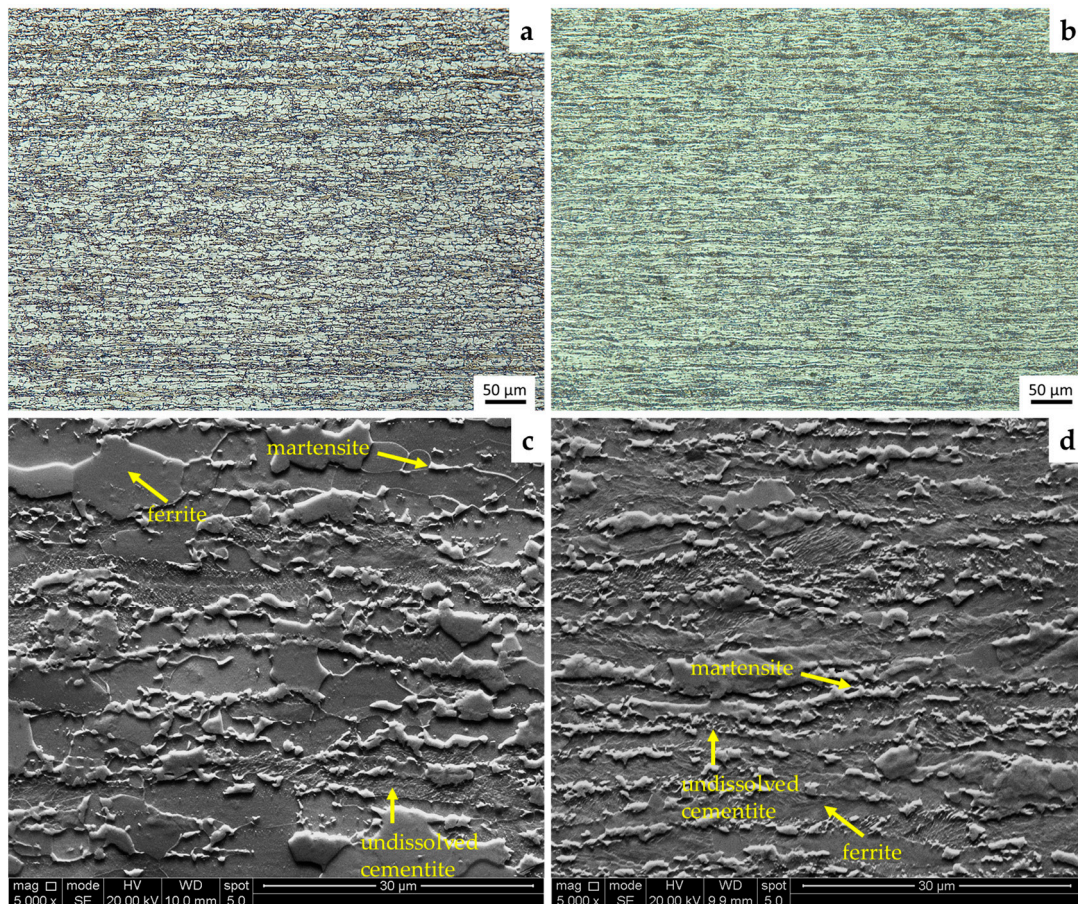 a
b
50 µm
50 µm
c
martensite
ferrite
undissolved
cementite
d
martensite
undissolved
cementite
ferrite
mag □ mode HV WD spot 30 µm
5 000 x SE 20.00 kV 10.0 mm 5.0
mag □ mode HV WD spot 30 µm
5 000 x SE 20.00 kV 9.9 mm 5.0